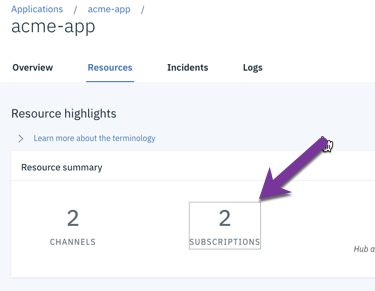 Applications / acme-app /
acme-app
Overview Resources Incidents Logs
Resource highlights
Learn more about the terminology
Resource summary
2 2
CHANNELS SUBSCRIPTIONS
Hub a